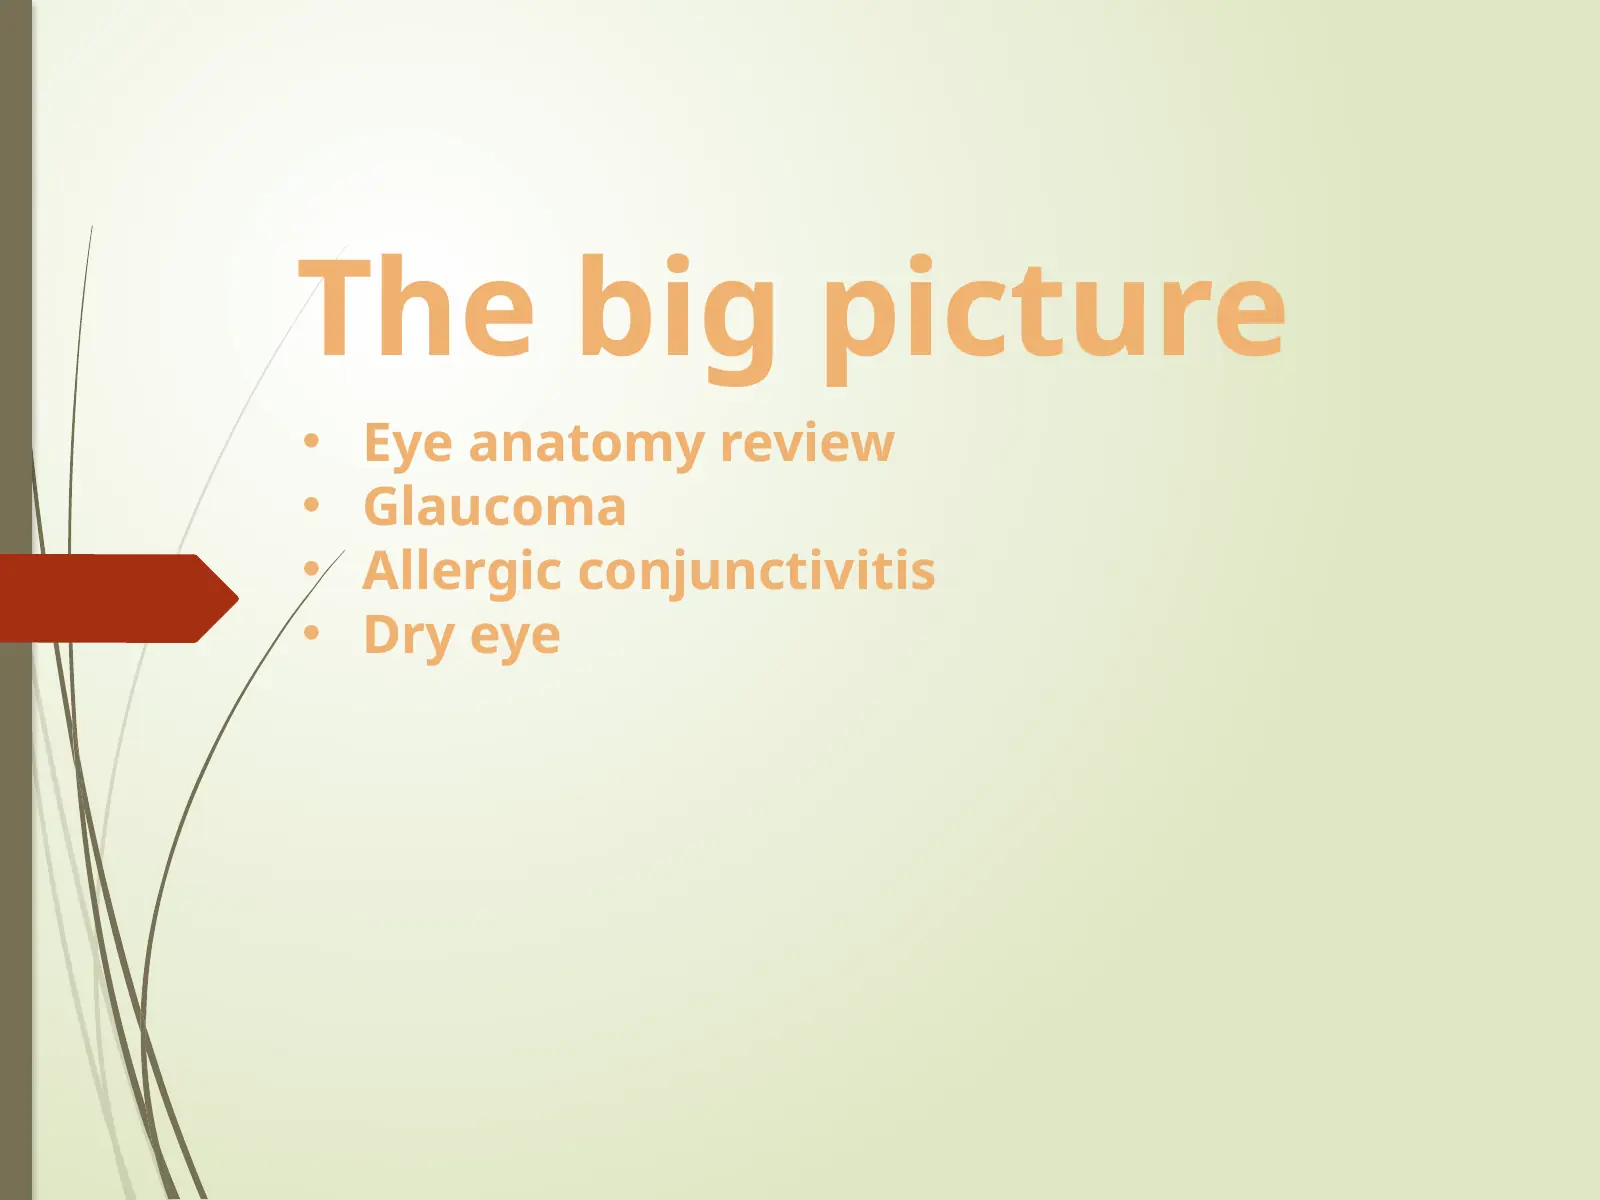 The big picture
• Eye anatomy review
• Glaucoma
• Allergic conjunctivitis
• Dry eye